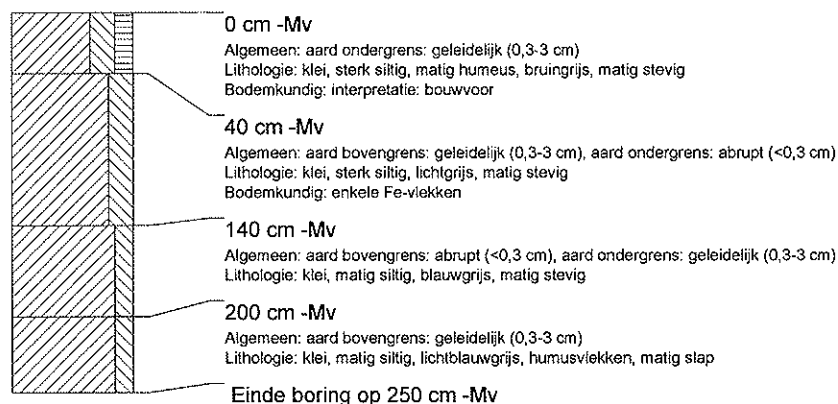 0 cm -Mv
Algemeen: aard ondergrens: geleidelijk (0,3-3 cm)
Lithologie: klei, sterk siltig, matig humeus, bruingrijs, matig stevig
Bodemkundig: interpretatie: bouwvoor
40 cm -Mv
Algemeen: aard bovengrens: geleidelijk (0,3-3 cm), aard ondergrens: abrupt (<0,3 cm)
Lithologie: klei, sterk siltig, lichtgrijs, matig stevig
Bodemkundig: enkele Fe-vlekken
140 cm -Mv
Algemeen: aard bovengrens: abrupt (<0,3 cm), aard ondergrens: geleidelijk (0,3-3 cm)
Lithologie: klei, matig siltig, blauwgrijs, matig stevig
200 cm -Mv
Algemeen: aard bovengrens: geleidelijk (0,3-3 cm)
Lithologie: klei, matig siltig, lichtblauwgrijs, humusvlekken, matig slap
Einde boring op 250 cm -Mv